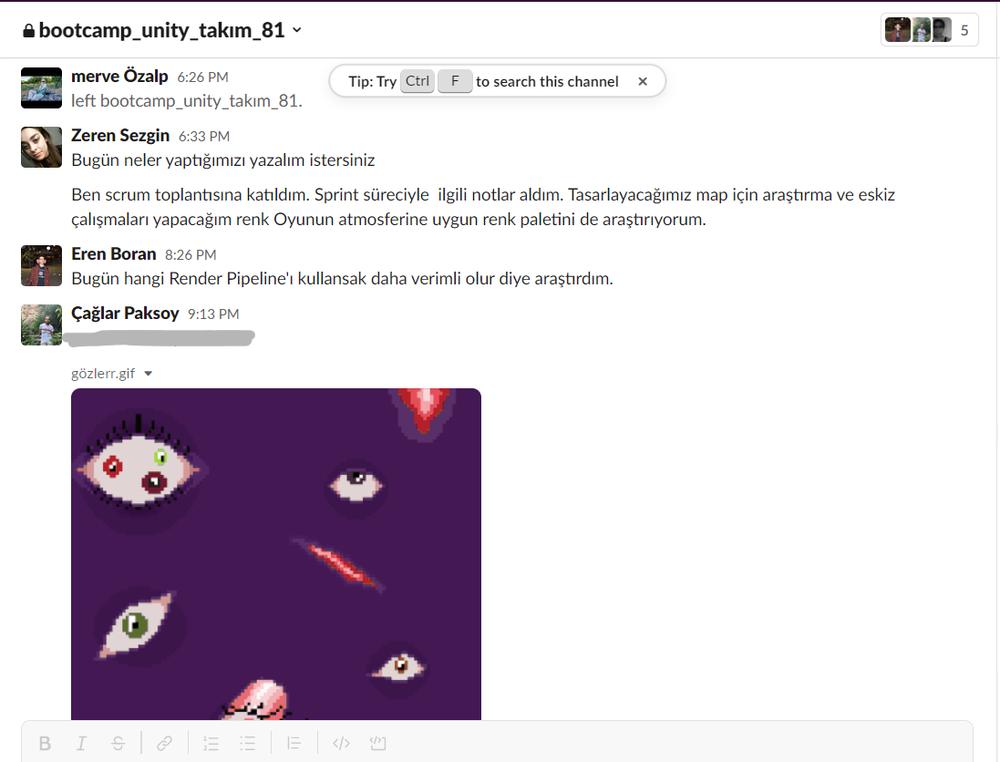 bootcamp_unity_takım_81
5
merve Özalp 6:26 PM
Tip: Try Ctrl F to search this channel
left bootcamp_unity_takım_81.
Zeren Sezgin 6:33 PM
Bugün neler yaptığımızı yazalım istersiniz
Ben scrum toplantısına katıldım. Sprint süreciyle  ilgili notlar aldım. Tasarlayacağımız map için araştırma ve eskiz
çalışmaları yapacağım renk Oyunun atmosferine uygun renk paletini de araştırıyorum.
Eren Boran 8:26 PM
Bugün hangi Render Pipeline'ı kullansak daha verimli olur diye araştırdım.
Çağlar Paksoy 9:13 PM
gözlerr.gif